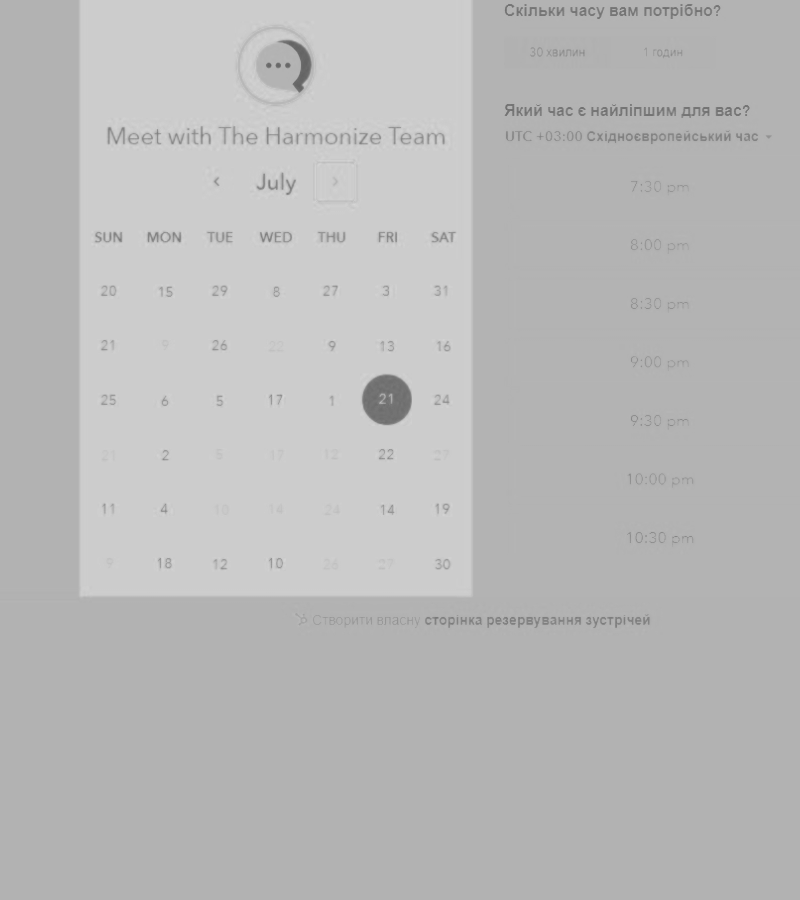 Meet with The Harmonize Team
July
SUN MON TUE WED THU FRI SAT
20 15 29 8 27 3 31
21 9 26 22 9 13 16
25 6 5 17 1 21 24
21 2 5 17 12 22 27
11 4 10 14 24 14 19
9 18 12 10 26 27 30
Скільки часу вам потрібно?
30 хвилин 1 годин
Який час є найліпшим для вас?
UTC +03:00 Східноєвропейський час
7:30 pm
8:00 pm
8:30 pm
9:00 pm
9:30 pm
10:00 pm
10:30 pm
Створити власну сторінка резервування зустрічей